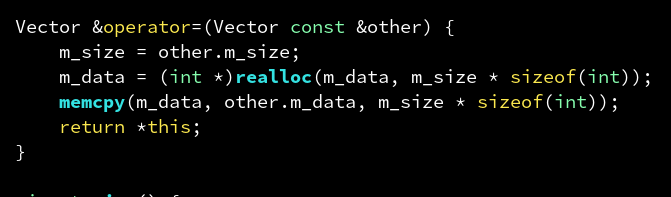 Vector &operator=(Vector const &other) {
    m_size = other.m_size;
    m_data = (int *)realloc(m_data, m_size * sizeof(int));
    memcpy(m_data, other.m_data, m_size * sizeof(int));
    return *this;
}